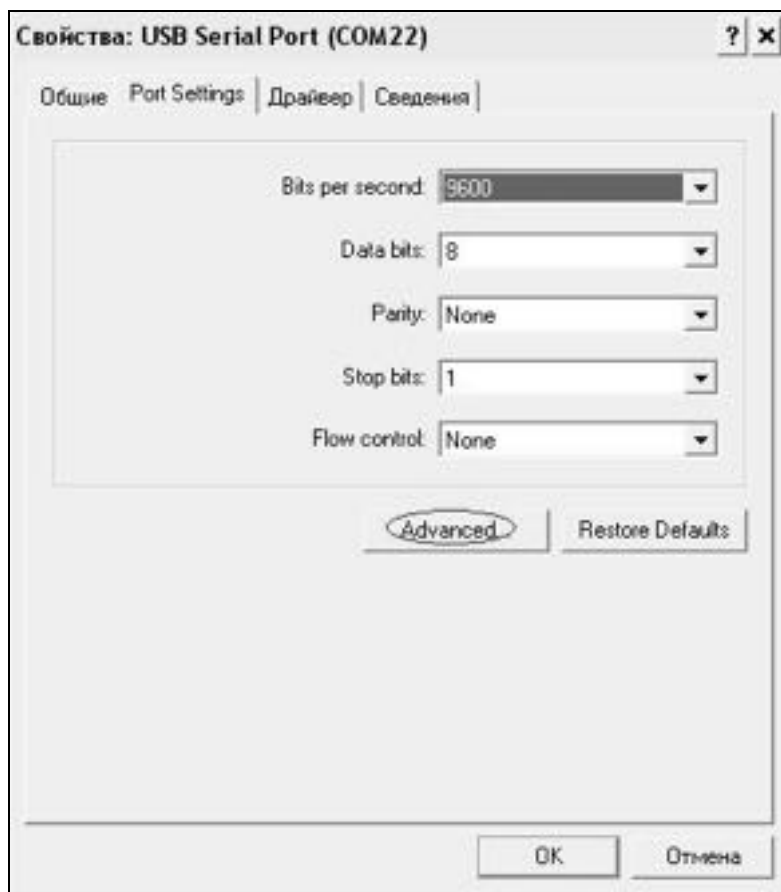 Свойства: USB Serial Port (COM22)
? ×
Общие Port Settings Драйвер Сведения
Bits per second: 9600
Data bits: 8
Parity: None
Stop bits: 1
Flow control: None
Advanced... Restore Defaults
OK Отмена